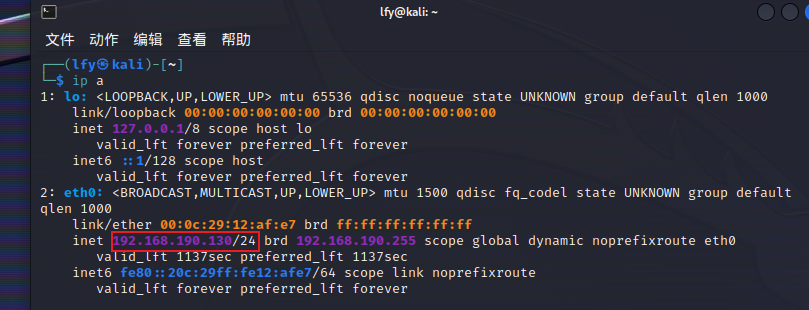 lfy@kali: ~
文件 动作 编辑 查看 帮助
┌──(lfy㉿kali)-[~]
└─$ ip a
1: lo: <LOOPBACK,UP,LOWER_UP> mtu 65536 qdisc noqueue state UNKNOWN group default qlen 1000
    link/loopback 00:00:00:00:00:00 brd 00:00:00:00:00:00
    inet 127.0.0.1/8 scope host lo
       valid_lft forever preferred_lft forever
    inet6 ::1/128 scope host
       valid_lft forever preferred_lft forever
2: eth0: <BROADCAST,MULTICAST,UP,LOWER_UP> mtu 1500 qdisc fq_codel state UNKNOWN group default
qlen 1000
    link/ether 00:0c:29:12:af:e7 brd ff:ff:ff:ff:ff:ff
    inet 192.168.190.130/24 brd 192.168.190.255 scope global dynamic noprefixroute eth0
       valid_lft 1137sec preferred_lft 1137sec
    inet6 fe80::20c:29ff:fe12:afe7/64 scope link noprefixroute
       valid_lft forever preferred_lft forever